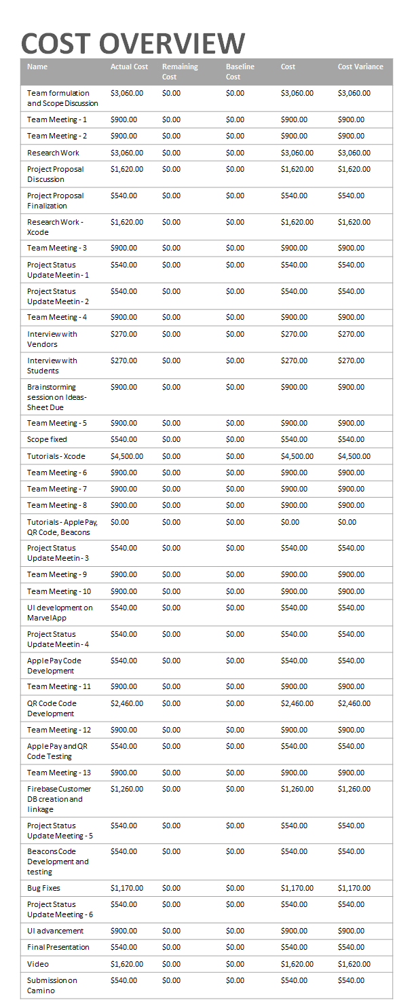 COST OVERVIEW
Name Actual Cost Remaining Cost Baseline Cost Cost Cost Variance
Team formulation and Scope Discussion $3,060.00 $0.00 $0.00 $3,060.00 $3,060.00
Team Meeting - 1 $900.00 $0.00 $0.00 $900.00 $900.00
Team Meeting - 2 $900.00 $0.00 $0.00 $900.00 $900.00
Research Work $3,060.00 $0.00 $0.00 $3,060.00 $3,060.00
Project Proposal Discussion $1,620.00 $0.00 $0.00 $1,620.00 $1,620.00
Project Proposal Finalization $540.00 $0.00 $0.00 $540.00 $540.00
Research Work - Xcode $1,620.00 $0.00 $0.00 $1,620.00 $1,620.00
Team Meeting - 3 $900.00 $0.00 $0.00 $900.00 $900.00
Project Status Update Meetin - 1 $540.00 $0.00 $0.00 $540.00 $540.00
Project Status Update Meetin - 2 $540.00 $0.00 $0.00 $540.00 $540.00
Team Meeting - 4 $900.00 $0.00 $0.00 $900.00 $900.00
Interview with Vendors $270.00 $0.00 $0.00 $270.00 $270.00
Interview with Students $270.00 $0.00 $0.00 $270.00 $270.00
Brainstorming session on Ideas- Sheet Due $900.00 $0.00 $0.00 $900.00 $900.00
Team Meeting - 5 $900.00 $0.00 $0.00 $900.00 $900.00
Scope fixed $540.00 $0.00 $0.00 $540.00 $540.00
Tutorials - Xcode $4,500.00 $0.00 $0.00 $4,500.00 $4,500.00
Team Meeting - 6 $900.00 $0.00 $0.00 $900.00 $900.00
Team Meeting - 7 $900.00 $0.00 $0.00 $900.00 $900.00
Team Meeting - 8 $900.00 $0.00 $0.00 $900.00 $900.00
Tutorials - Apple Pay, QR Code, Beacons $0.00 $0.00 $0.00 $0.00 $0.00
Project Status Update Meetin - 3 $540.00 $0.00 $0.00 $540.00 $540.00
Team Meeting - 9 $900.00 $0.00 $0.00 $900.00 $900.00
Team Meeting - 10 $900.00 $0.00 $0.00 $900.00 $900.00
UI development on MarvelApp $540.00 $0.00 $0.00 $540.00 $540.00
Project Status Update Meetin - 4 $540.00 $0.00 $0.00 $540.00 $540.00
Apple Pay Code Development $540.00 $0.00 $0.00 $540.00 $540.00
Team Meeting - 11 $900.00 $0.00 $0.00 $900.00 $900.00
QR Code Code Development $2,460.00 $0.00 $0.00 $2,460.00 $2,460.00
Team Meeting - 12 $900.00 $0.00 $0.00 $900.00 $900.00
Apple Pay and QR Code Testing $540.00 $0.00 $0.00 $540.00 $540.00
Team Meeting - 13 $900.00 $0.00 $0.00 $900.00 $900.00
Firebase Customer DB creation and linkage $1,260.00 $0.00 $0.00 $1,260.00 $1,260.00
Project Status Update Meeting - 5 $540.00 $0.00 $0.00 $540.00 $540.00
Beacons Code Development and testing $540.00 $0.00 $0.00 $540.00 $540.00
Bug Fixes $1,170.00 $0.00 $0.00 $1,170.00 $1,170.00
Project Status Update Meeting - 6 $540.00 $0.00 $0.00 $540.00 $540.00
UI advancement $900.00 $0.00 $0.00 $900.00 $900.00
Final Presentation $540.00 $0.00 $0.00 $540.00 $540.00
Video $1,620.00 $0.00 $0.00 $1,620.00 $1,620.00
Submission on Camino $540.00 $0.00 $0.00 $540.00 $540.00